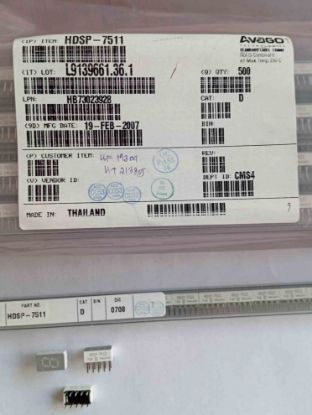 (1P) ITEM: HDSP-7511
AVAGO
TECHNOLOGIES
(1T) LOT: L9139661.36.1
(Q) QTY: 500
LPN: HB73023928
CAT: D
(9D) MFG DATE: 19-FEB-2007
BIN:
(P) CUSTOMER ITEM:
REV:
(V) VENDOR ID:
DEPT ID: CMS4
MADE IN: THAILAND
PART NO. CAT BIN D/C
HDSP-7511 D 0708